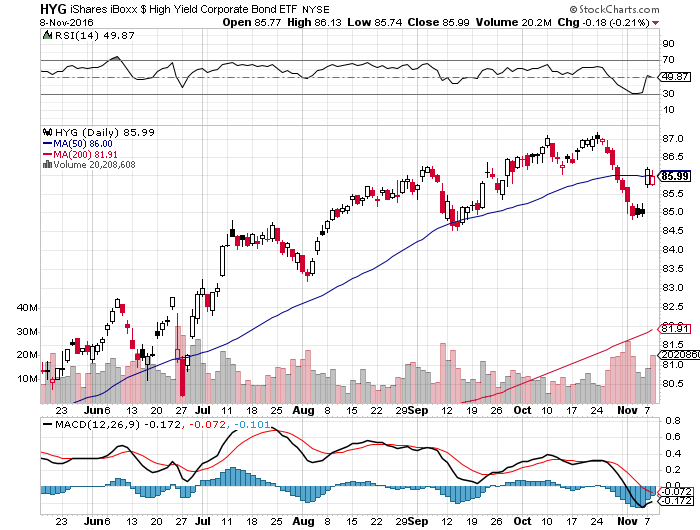 HYG iShares iBoxx $ High Yield Corporate Bond ETF NYSE © StockCharts.com
8-Nov-2016 Open 85.77 High 86.13 Low 85.74 Close 85.99 Volume 20.2M Chg -0.18 (-0.21%)
RSI(14) 49.87
90
70
49.87
30
10
HYG (Daily) 85.99
MA(50) 86.00
MA(200) 81.91
Volume 20,208,608
87.0
86.5
85.99
85.5
85.0
84.5
84.0
83.5
83.0
82.5
40M
30M 81.91
81.5
20M 2020860
81.0
10M 80.5
23 Jun 6 13 20 27 Jul 11 18 25 Aug 8 15 22 29 Sep 12 19 26 Oct 10 17 24 Nov 7
MACD(12,26,9) -0.172, -0.072, -0.101
0.8
0.6
0.4
0.2
0.0
-0.072
-0.172
23 Jun 6 13 20 27 Jul 11 18 25 Aug 8 15 22 29 Sep 12 19 26 Oct 10 17 24 Nov 7